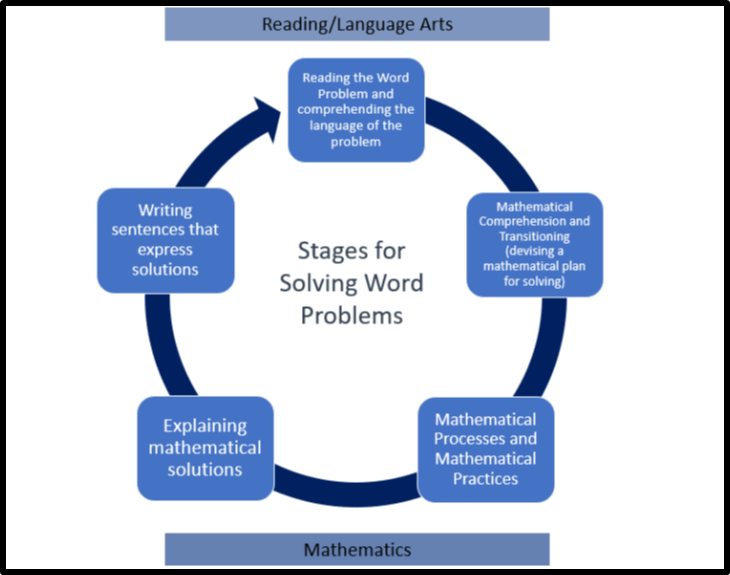 Reading/Language Arts
Reading the Word
Problem and
comprehending the
language of the
problem
Mathematical
Comprehension and
Transitioning
(devising a
mathematical plan
for solving)
Mathematical
Processes and
Mathematical
Practices
Explaining
mathematical
solutions
Writing
sentences that
express
solutions
Stages for
Solving Word
Problems
Mathematics